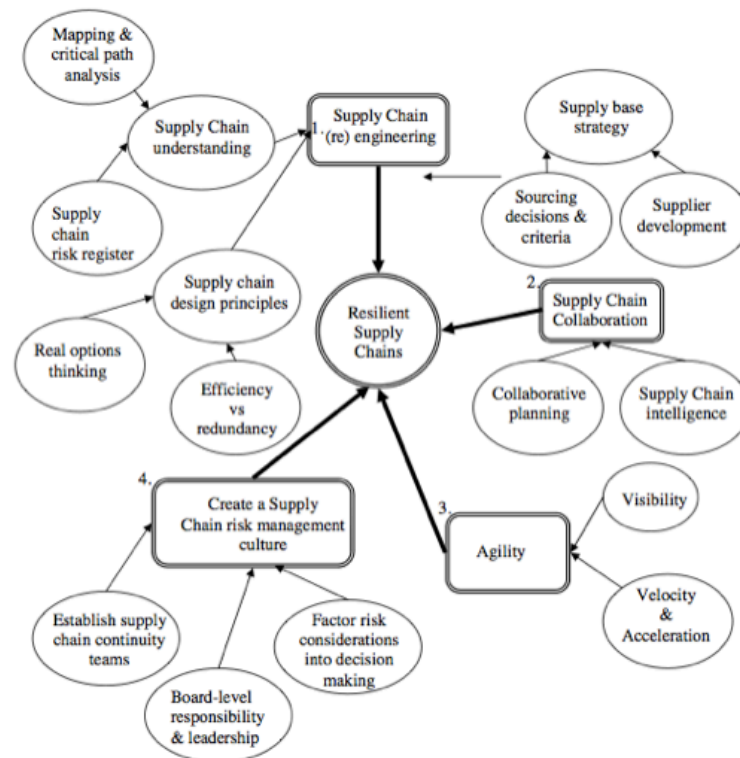 Mapping &
critical path
analysis
Supply Chain
understanding
Supply
chain
risk register
1.
Supply Chain
(re) engineering
Supply base
strategy
Sourcing
decisions &
criteria
Supplier
development
Supply chain
design principles
Real options
thinking
Efficiency
vs
redundancy
Resilient
Supply
Chains
2.
Supply Chain
Collaboration
Collaborative
planning
Supply Chain
intelligence
3.
Agility
Visibility
Velocity
&
Acceleration
4.
Create a Supply
Chain risk management
culture
Establish supply
chain continuity
teams
Board-level
responsibility
& leadership
Factor risk
considerations
into decision
making